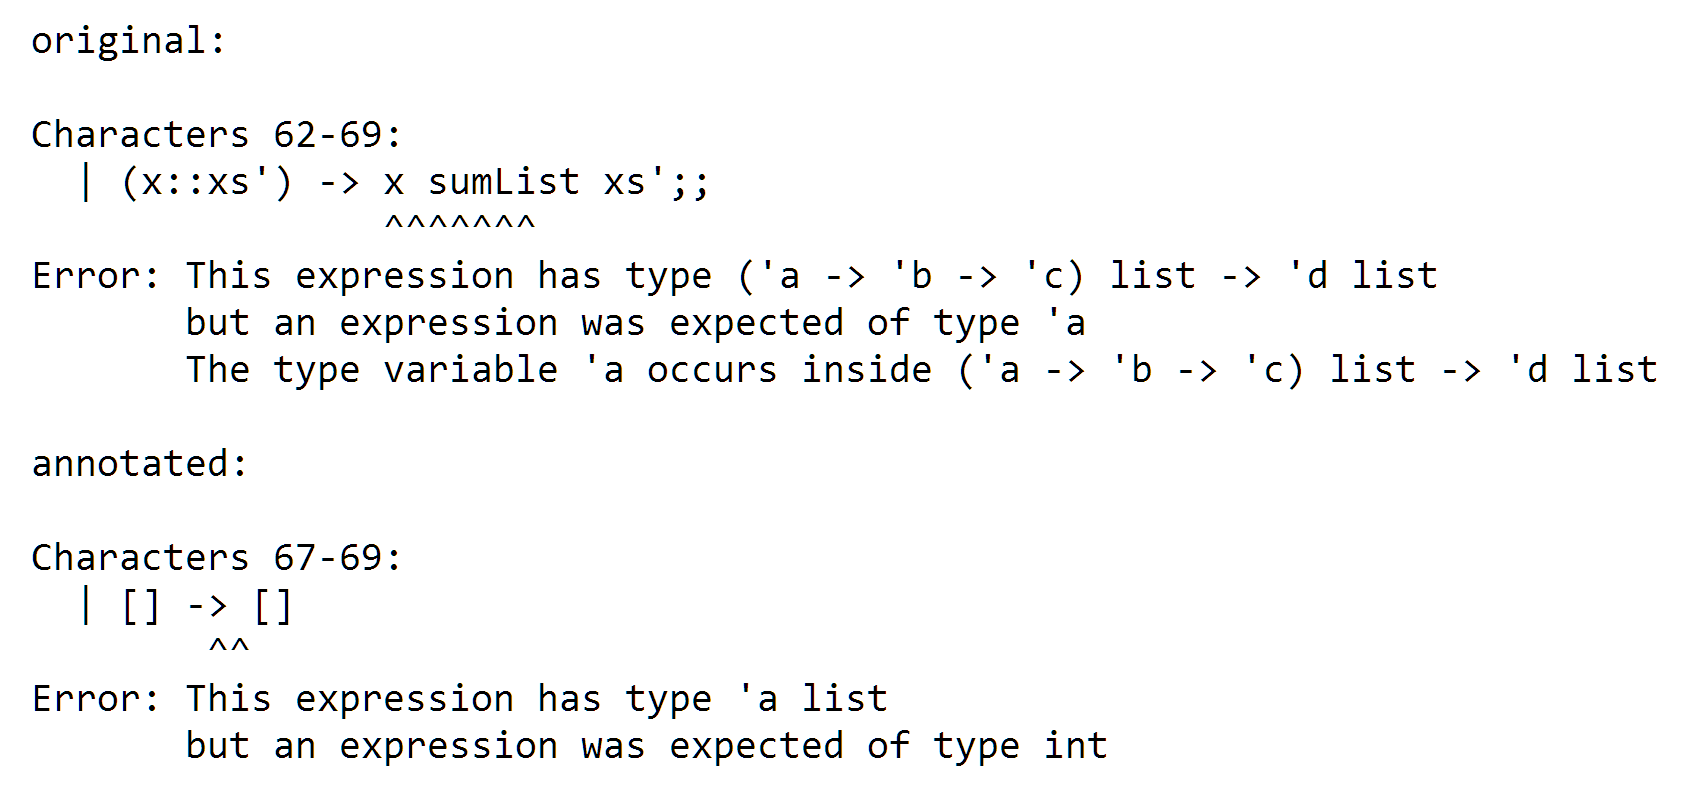 original:
Characters 62-69:
  | (x::xs') -> x sumList xs';;
                ^^^^^^^
Error: This expression has type ('a -> 'b -> 'c) list -> 'd list
       but an expression was expected of type 'a
       The type variable 'a occurs inside ('a -> 'b -> 'c) list -> 'd list
annotated:
Characters 67-69:
  | [] -> []
        ^^
Error: This expression has type 'a list
       but an expression was expected of type int